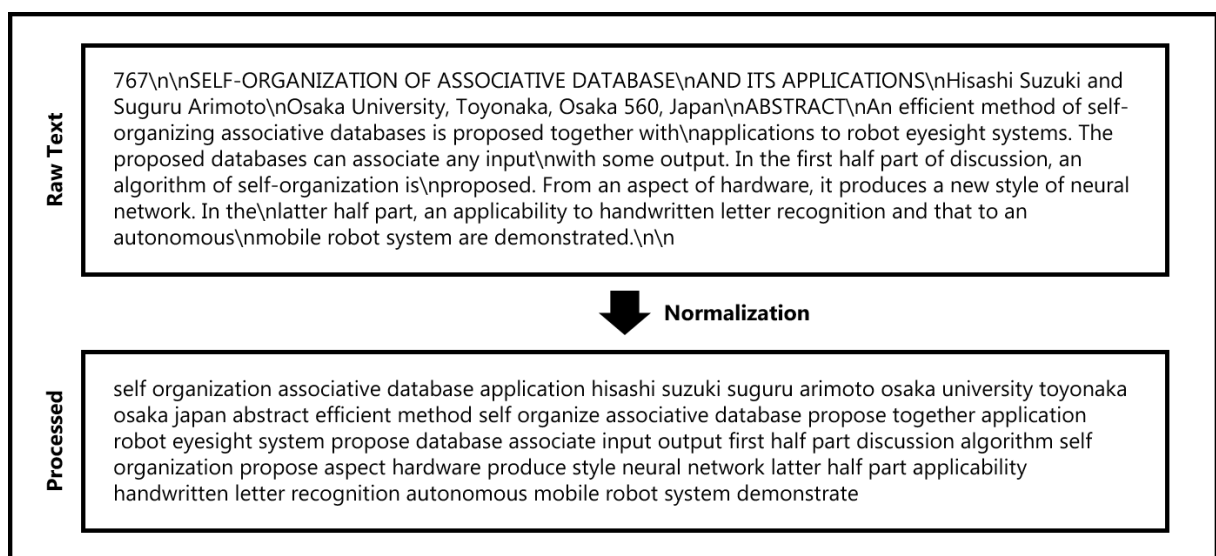 Raw Text
767\n\nSELF-ORGANIZATION OF ASSOCIATIVE DATABASE\nAND ITS APPLICATIONS\nHisashi Suzuki and
Suguru Arimoto\nOsaka University, Toyonaka, Osaka 560, Japan\nABSTRACT\nAn efficient method of self-
organizing associative databases is proposed together with\napplications to robot eyesight systems. The
proposed databases can associate any input\nwith some output. In the first half part of discussion, an
algorithm of self-organization is\nproposed. From an aspect of hardware, it produces a new style of neural
network. In the\nlatter half part, an applicability to handwritten letter recognition and that to an
autonomous\nmobile robot system are demonstrated.\n\n
Normalization
Processed
self organization associative database application hisashi suzuki suguru arimoto osaka university toyonaka
osaka japan abstract efficient method self organize associative database propose together application
robot eyesight system propose database associate input output first half part discussion algorithm self
organization propose aspect hardware produce style neural network latter half part applicability
handwritten letter recognition autonomous mobile robot system demonstrate